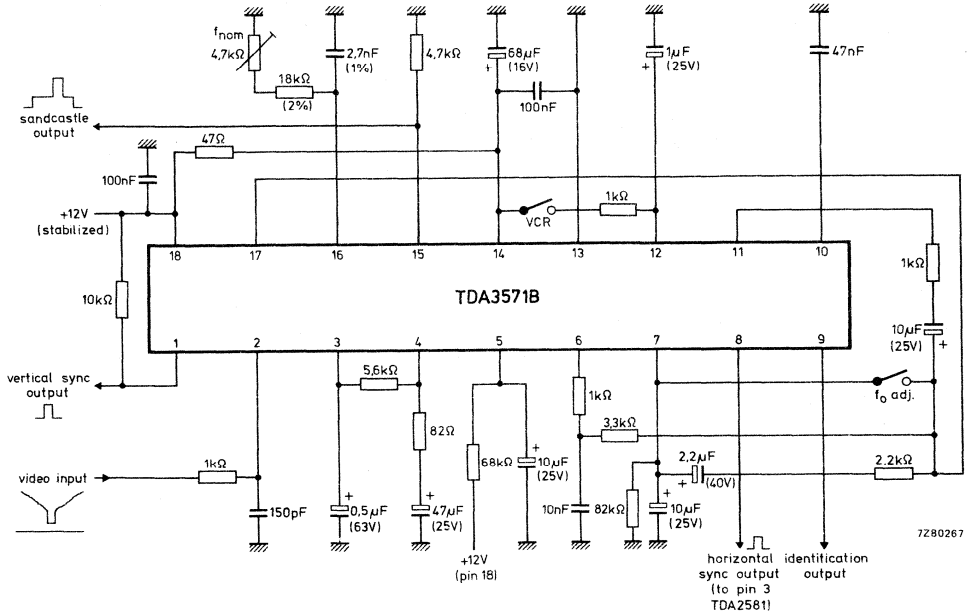 fnom
4,7kΩ
18kΩ
(2%)
2,7nF
(1%)
4,7kΩ
68µF
(16V)
+
100nF
1µF
(25V)
+
47nF
sandcastle
output
47Ω
100nF
+12V
(stabilized)
VCR
1kΩ
18
17
16
15
14
13
12
11
10
TDA3571B
10kΩ
1kΩ
10µF
(25V)
+
1
2
3
4
5
6
7
8
9
vertical sync
output
5,6kΩ
82Ω
1kΩ
3,3kΩ
fo adj.
video input
1kΩ
150pF
+
0,5µF
(63V)
+
47µF
(25V)
68kΩ
+
10µF
(25V)
10nF
82kΩ
2,2µF
+
(40V)
+
10µF
(25V)
2.2kΩ
+12V
(pin 18)
7Z80267
horizontal
sync output
(to pin 3
TDA2581)
identification
output